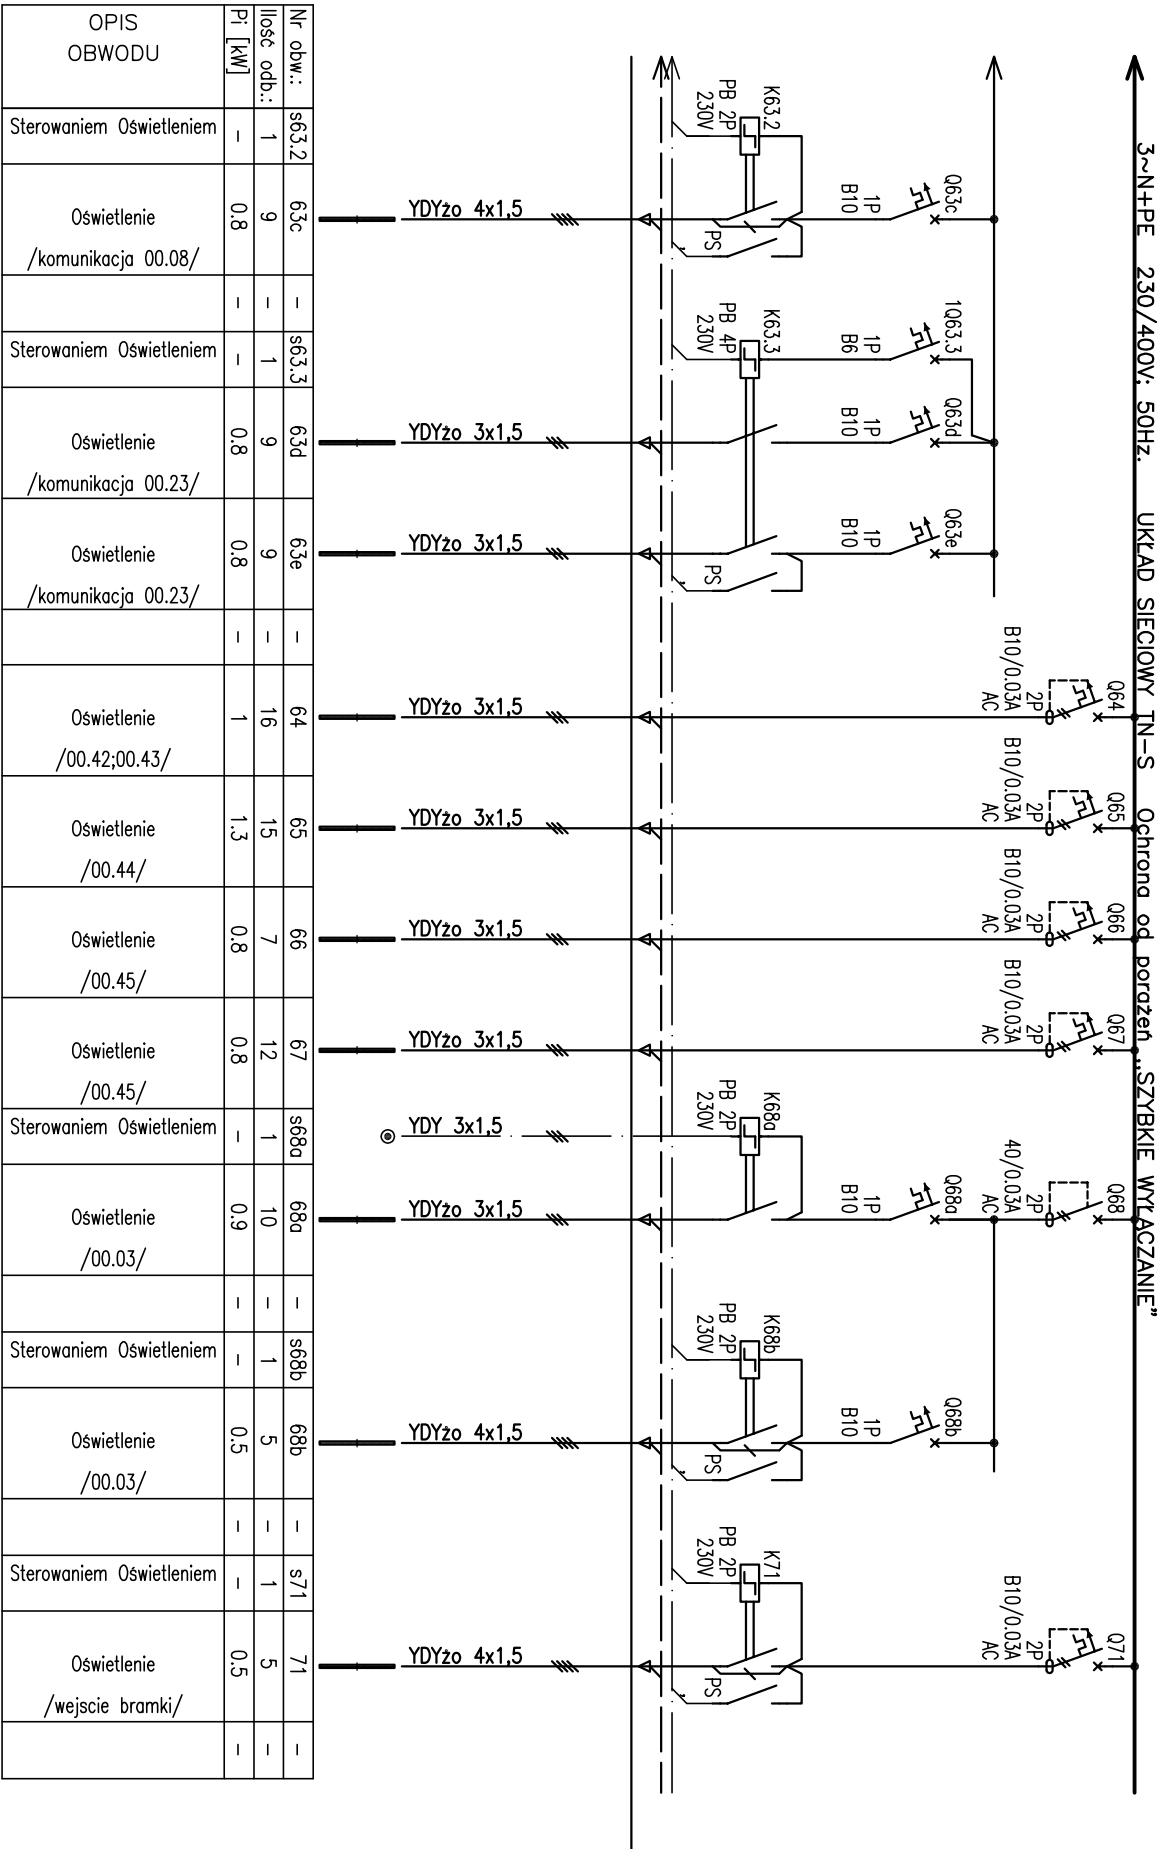 3~N+PE 230/400V; 50Hz. UKŁAD SIECIOWY TN-S Ochrona od porażeń „SZYBKIE WYŁĄCZANIE”
Q64
B10/0.03A
2P
AC
Q65
B10/0.03A
2P
AC
Q66
B10/0.03A
2P
AC
Q67
B10/0.03A
2P
AC
Q68
40/0.03A
2P
AC
Q71
B10/0.03A
2P
AC
Q63c
1P
B10
1Q63.3
1P
B6
Q63d
1P
B10
Q63e
1P
B10
Q68a
1P
B10
Q68b
1P
B10
K63.2
PB 2P
230V
PS
K63.3
PB 4P
230V
PS
K68a
PB 2P
230V
K68b
PB 2P
230V
PS
K71
PB 2P
230V
PS
YDYżo 4x1,5
YDYżo 3x1,5
YDYżo 3x1,5
YDYżo 3x1,5
YDYżo 3x1,5
YDYżo 3x1,5
YDYżo 3x1,5
YDY 3x1,5
YDYżo 3x1,5
YDYżo 4x1,5
YDYżo 4x1,5
Nr obw.: s63.2 63c - s63.3 63d 63e - 64 65 66 67 s68a 68a - s68b 68b - s71 71 -
Ilość odb.: 1 9 - 1 9 9 - 16 15 7 12 1 10 - 1 5 - 1 5 -
Pi [kW] - 0.8 - - 0.8 0.8 - 1 1.3 0.8 0.8 - 0.9 - - 0.5 - - 0.5 -
OPIS
OBWODU
Sterowaniem Oświetleniem
Oświetlenie
/komunikacja 00.08/
Sterowaniem Oświetleniem
Oświetlenie
/komunikacja 00.23/
Oświetlenie
/komunikacja 00.23/
Oświetlenie
/00.42;00.43/
Oświetlenie
/00.44/
Oświetlenie
/00.45/
Oświetlenie
/00.45/
Sterowaniem Oświetleniem
Oświetlenie
/00.03/
Sterowaniem Oświetleniem
Oświetlenie
/00.03/
Sterowaniem Oświetleniem
Oświetlenie
/wejscie bramki/